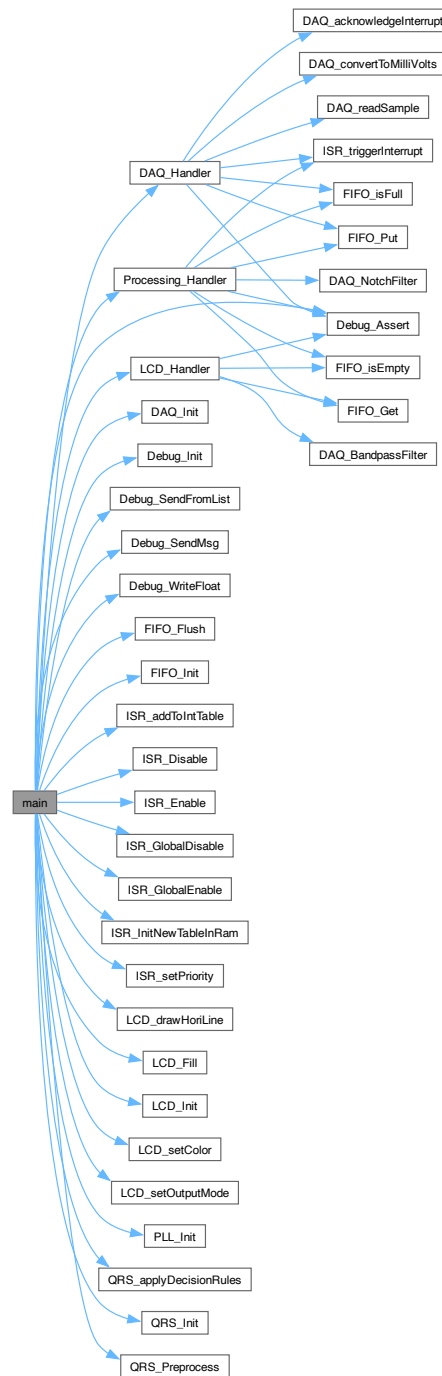 DAQ_acknowledgeInterrupt
DAQ_convertToMilliVolts
DAQ_readSample
ISR_triggerInterrupt
DAQ_Handler
FIFO_isFull
FIFO_Put
Processing_Handler
DAQ_NotchFilter
Debug_Assert
LCD_Handler
FIFO_isEmpty
FIFO_Get
DAQ_Init
DAQ_BandpassFilter
Debug_Init
Debug_SendFromList
Debug_SendMsg
Debug_WriteFloat
FIFO_Flush
FIFO_Init
ISR_addToIntTable
ISR_Disable
main
ISR_Enable
ISR_GlobalDisable
ISR_GlobalEnable
ISR_InitNewTableInRam
ISR_setPriority
LCD_drawHoriLine
LCD_Fill
LCD_Init
LCD_setColor
LCD_setOutputMode
PLL_Init
QRS_applyDecisionRules
QRS_Init
QRS_Preprocess